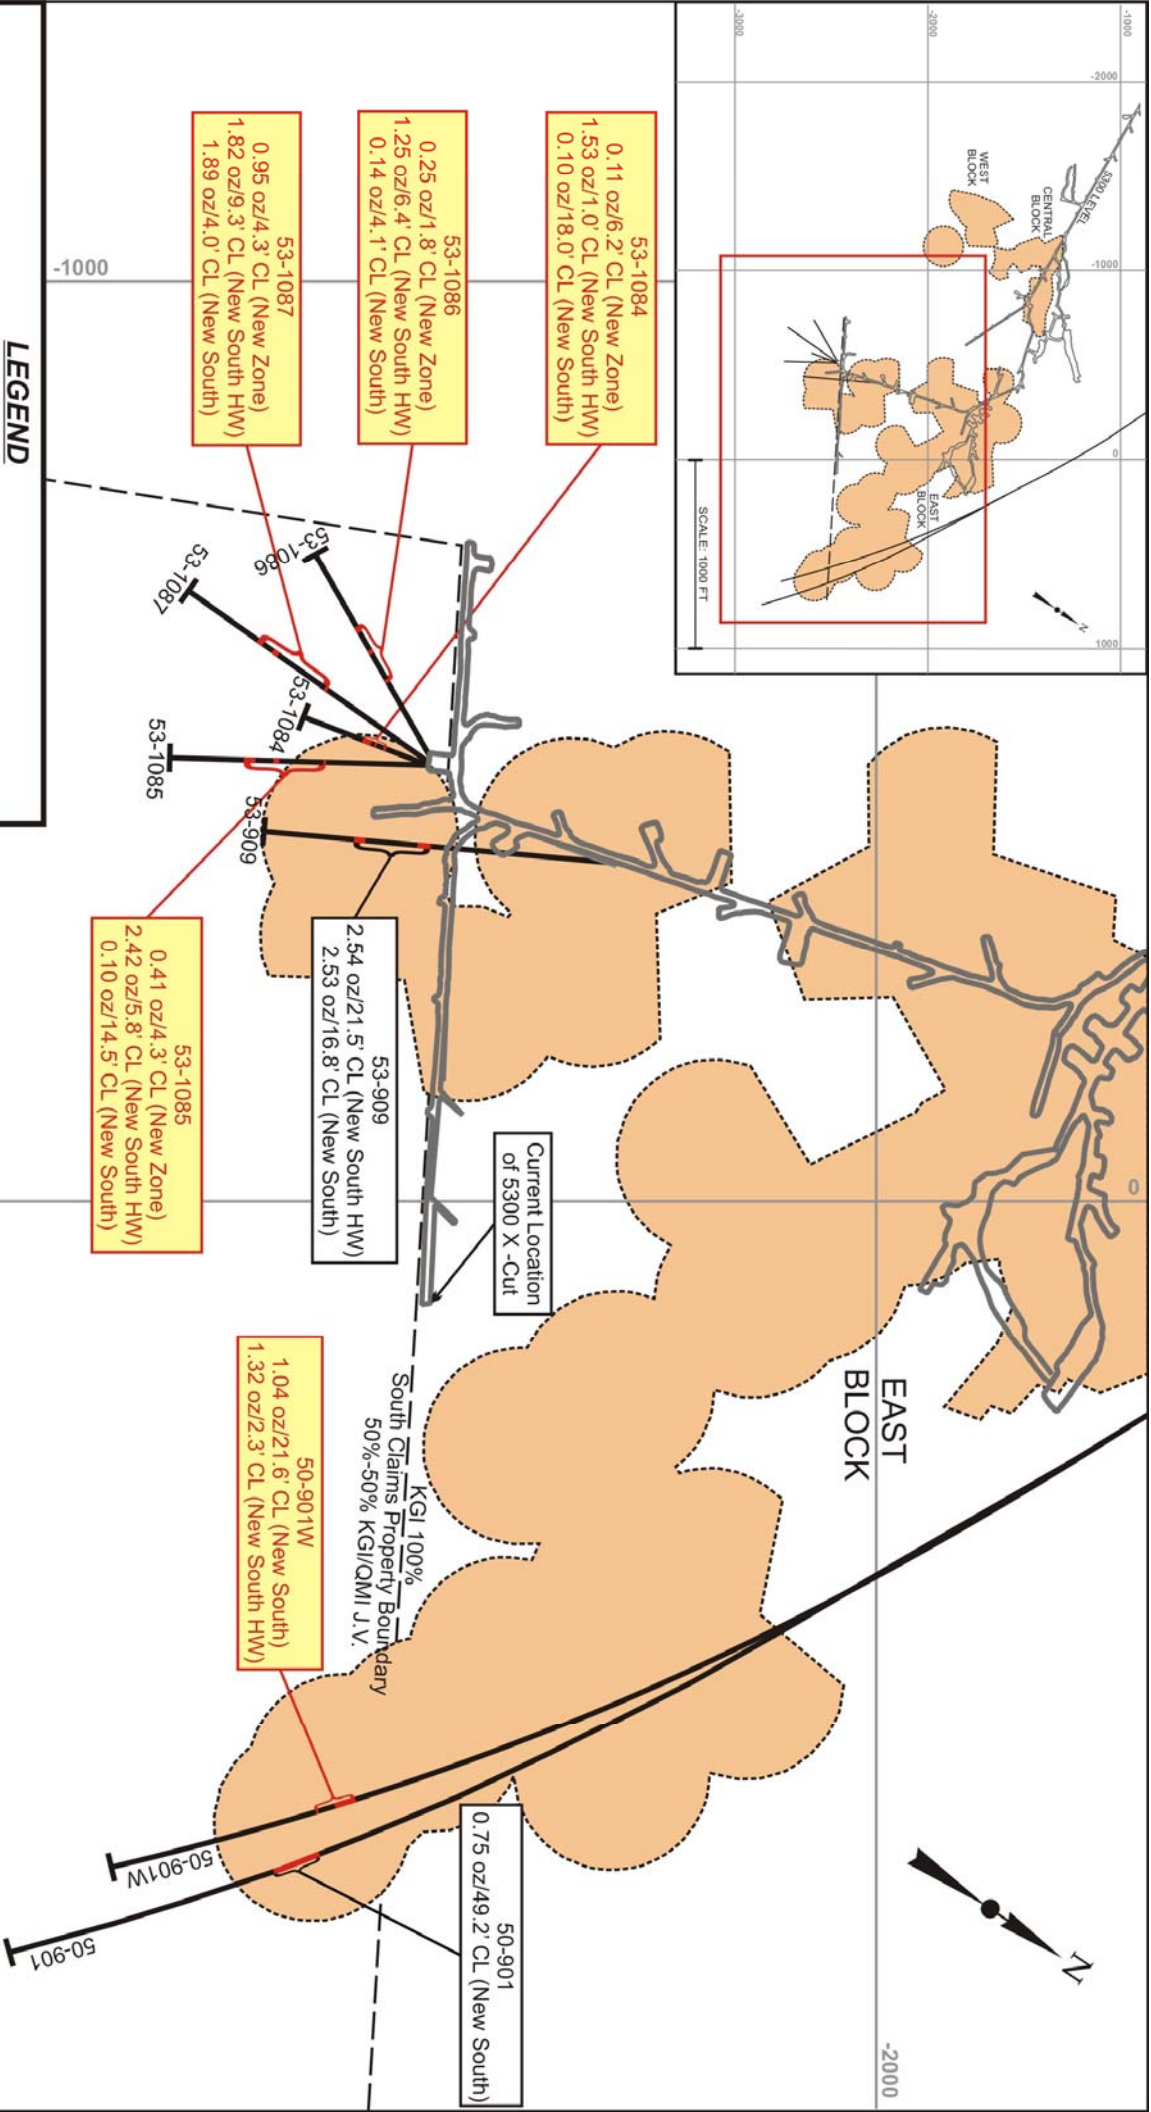 -3000
-2000
-1000
-2000
-1000
0
1000
5300 LEVEL
WEST
BLOCK
CENTRAL
BLOCK
EAST
BLOCK
SCALE: 1000 FT
N
53-1084
0.11 oz/6.2' CL (New Zone)
1.53 oz/1.0' CL (New South HW)
0.10 oz/18.0' CL (New South)
53-1086
0.25 oz/1.8' CL (New Zone)
1.25 oz/6.4' CL (New South HW)
0.14 oz/4.1' CL (New South)
53-1087
0.95 oz/4.3' CL (New Zone)
1.82 oz/9.3' CL (New South HW)
1.89 oz/4.0' CL (New South)
-1000
53-1086
53-1087
53-1084
53-1085
53-909
53-909
2.54 oz/21.5' CL (New South HW)
2.53 oz/16.8' CL (New South)
53-1085
0.41 oz/4.3' CL (New Zone)
2.42 oz/5.8' CL (New South HW)
0.10 oz/14.5' CL (New South)
Current Location
of 5300 X -Cut
0
EAST
BLOCK
KGI 100%
South Claims Property Boundary
50%-50% KGI/QMI J.V.
50-901W
1.04 oz/21.6' CL (New South)
1.32 oz/2.3' CL (New South HW)
50-901
0.75 oz/49.2' CL (New South)
50-901W
50-901
N
-2000
LEGEND